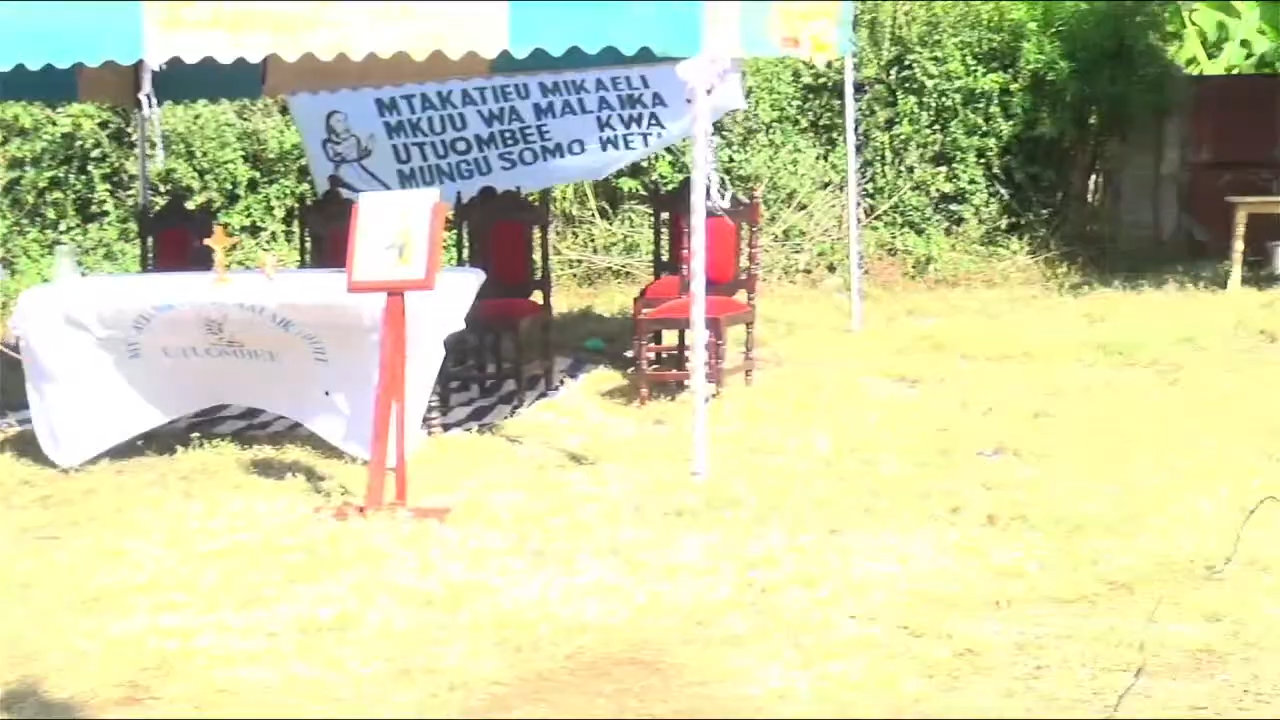 MTAKATIFU MIKAELI
MKUU WA MALAIKA
UTUOMBEE KWA
MUNGU SOMO WETU
UTUOMBEE